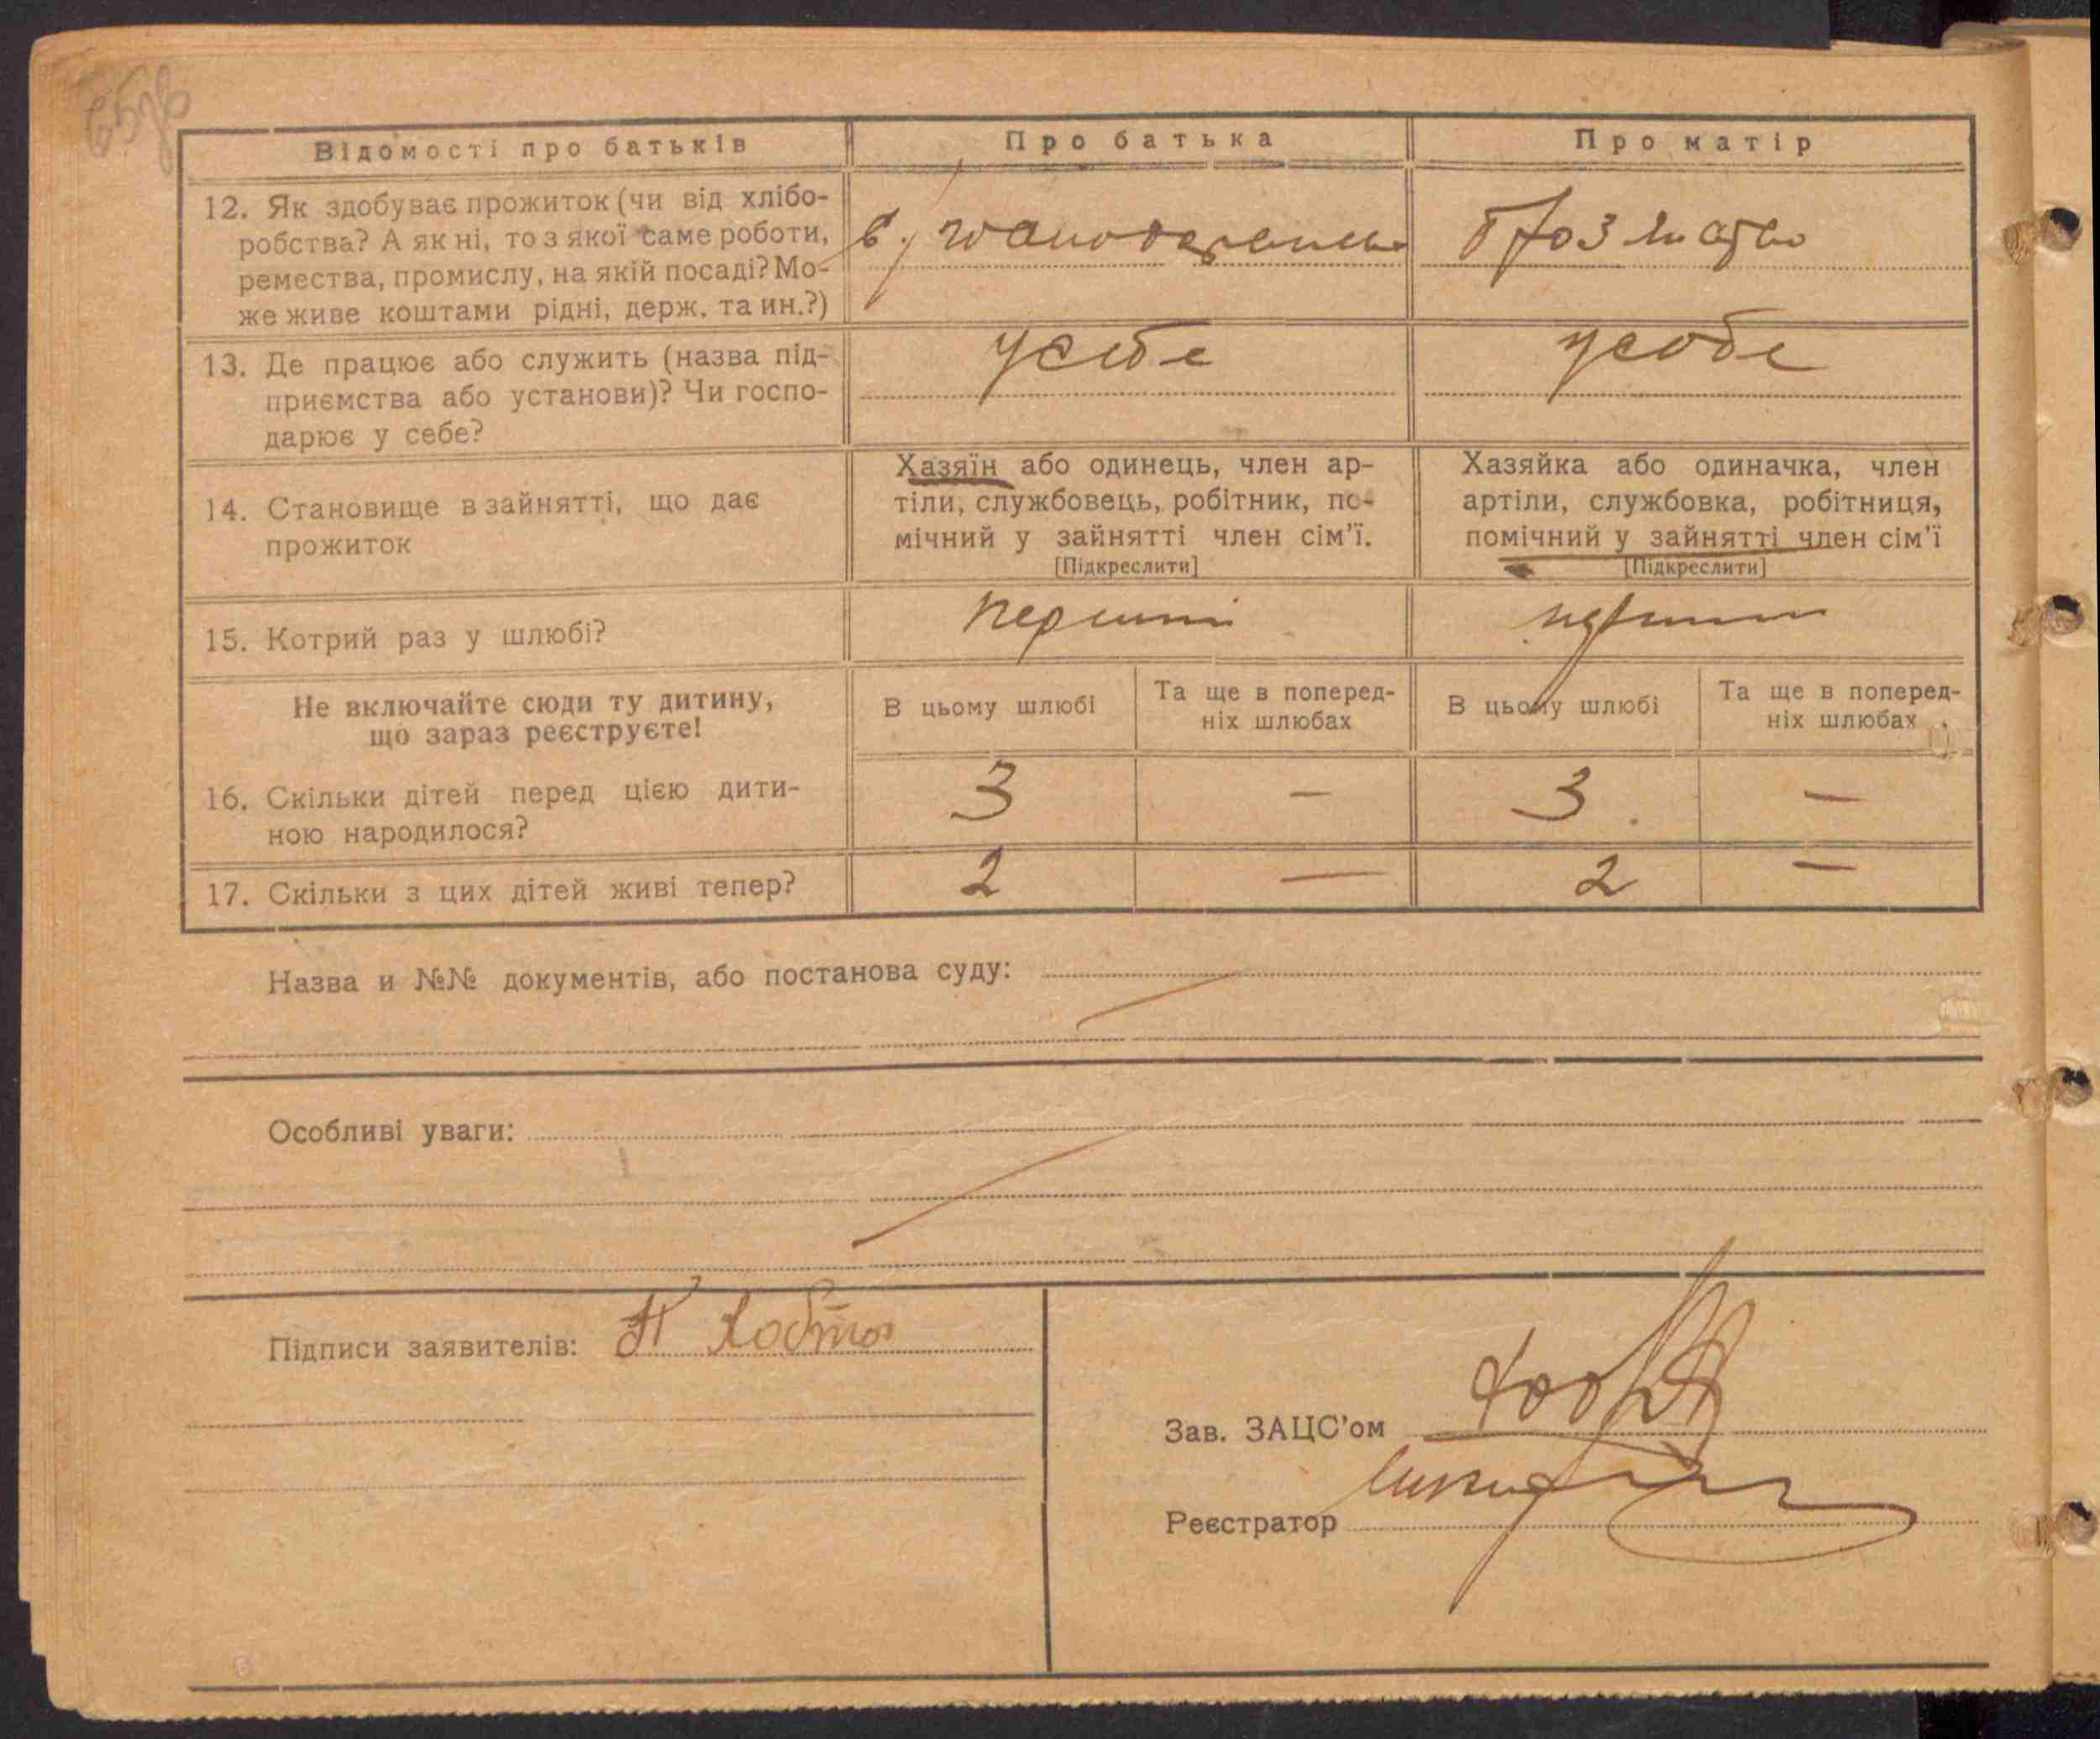 Відомості про батьків
Про батька
Про матір
12. Як здобуває прожиток (чи від хлібо-
робства? А як ні, то з якої саме роботи,
ремества, промислу, на якій посаді? Мо-
же живе коштами рідні, держ. та ин.?)
13. Де працює або служить (назва під-
приємства або установи)? Чи госпо-
дарює у себе?
у себе
у собе
14. Становище в зайнятті, що дає
прожиток
Хазяїн або одинець, член ар-
тіли, службовець, робітник, по-
мічний у зайнятті член сім'ї.
[Підкреслити]
Хазяйка або одиначка, член
артіли, службовка, робітниця,
помічний у зайнятті член сім'ї
[Підкреслити]
15. Котрий раз у шлюбі?
перший
перший
Не включайте сюди ту дитину,
що зараз реєструєте!
В цьому шлюбі
Та ще в поперед-
ніх шлюбах
В цьому шлюбі
Та ще в поперед-
ніх шлюбах
16. Скільки дітей перед цією дити-
ною народилося?
3 — 3 —
17. Скільки з цих дітей живі тепер?
2 — 2 —
Назва и №№ документів, або постанова суду:
Особливі уваги:
Підписи заявителів:
Зав. ЗАЦС'ом
Реєстратор